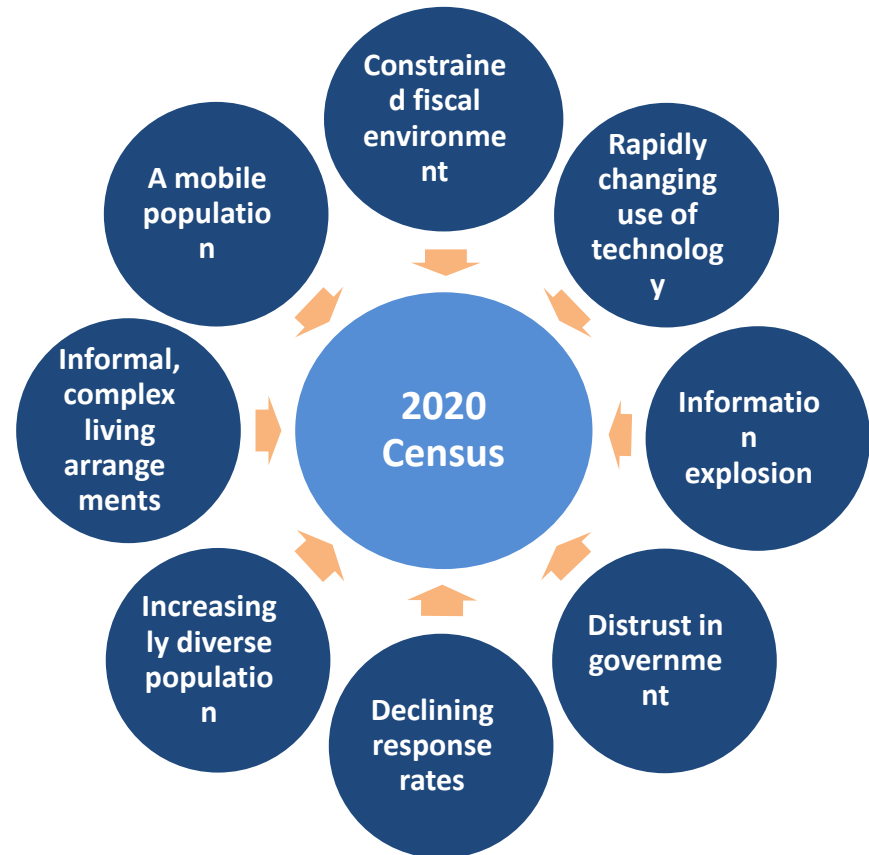 Constraine
d fiscal
environme
nt
Rapidly
changing
use of
technolog
y
Informatio
n
explosion
Distrust in
governme
nt
Declining
response
rates
Increasing
ly diverse
populatio
n
Informal,
complex
living
arrange
ments
A mobile
populatio
n
2020
Census